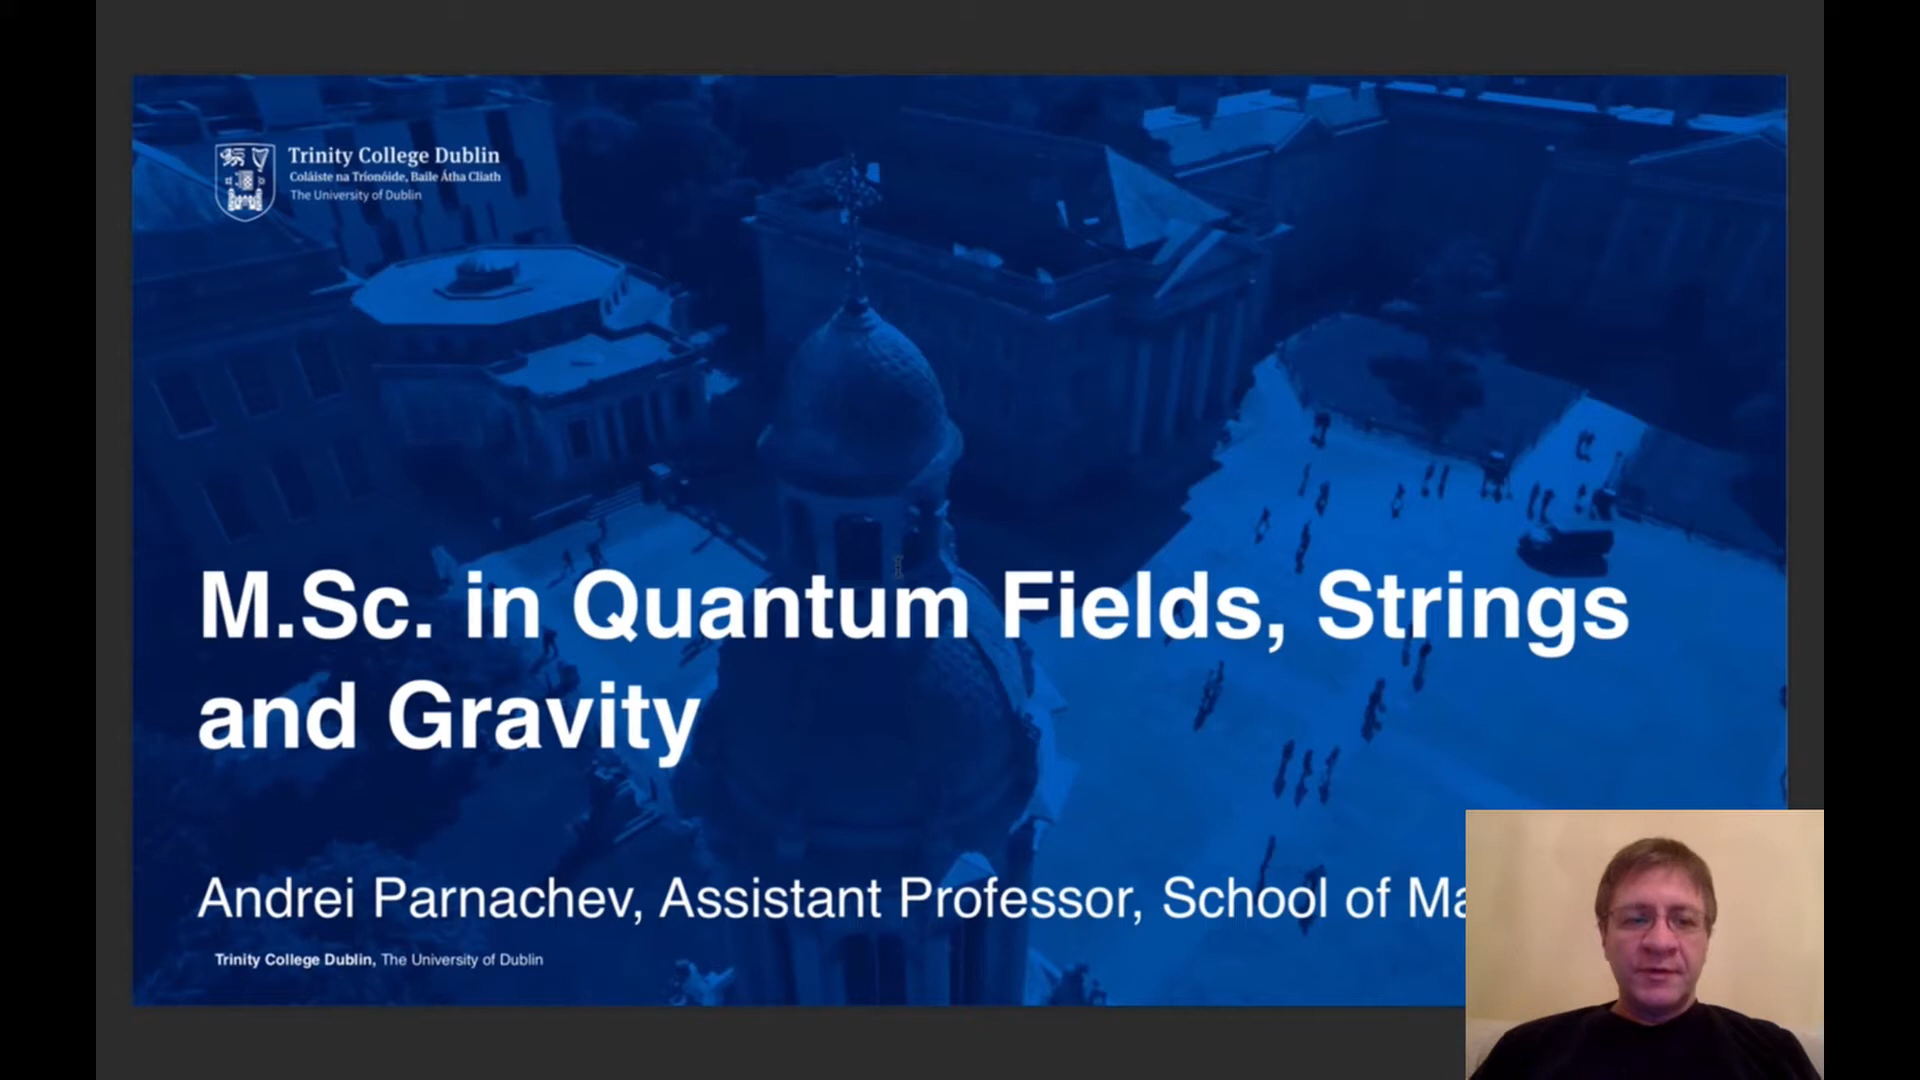 Trinity College Dublin
Coláiste na Tríonóide, Baile Átha Cliath
The University of Dublin
M.Sc. in Quantum Fields, Strings
and Gravity
Andrei Parnachev, Assistant Professor, School of Ma
Trinity College Dublin, The University of Dublin